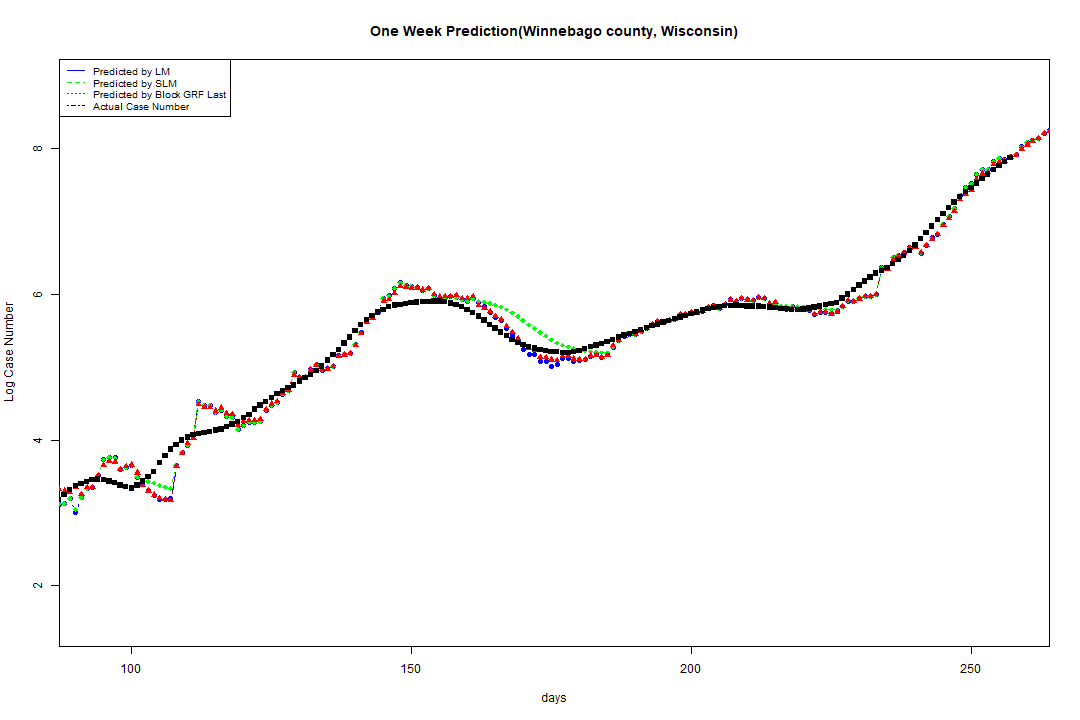 One Week Prediction(Winnebago county, Wisconsin)
Predicted by LM
Predicted by SLM
Predicted by Block GRF Last
Actual Case Number
8
6
4
2
Log Case Number
100 150 200 250
days